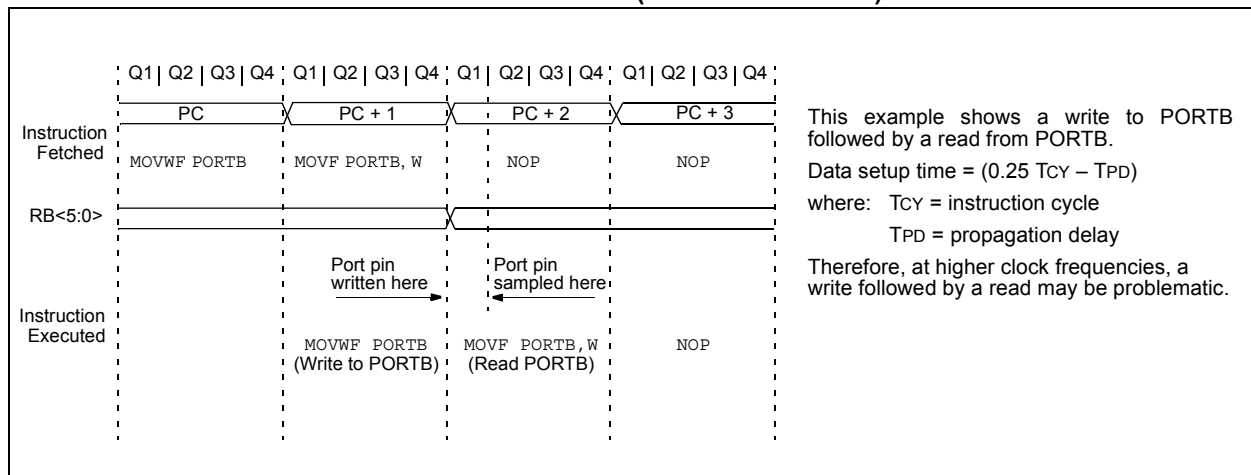 Q1 | Q2 | Q3 | Q4 Q1 | Q2 | Q3 | Q4 Q1 | Q2 | Q3 | Q4 Q1 | Q2 | Q3 | Q4
PC PC + 1 PC + 2 PC + 3
Instruction
Fetched
MOVWF PORTB MOVF PORTB, W NOP NOP
RB<5:0>
Port pin
written here
Port pin
sampled here
Instruction
Executed
MOVWF PORTB
(Write to PORTB)
MOVF PORTB,W
(Read PORTB)
NOP
This example shows a write to PORTB
followed by a read from PORTB.
Data setup time = (0.25 TCY – TPD)
where: TCY = instruction cycle
TPD = propagation delay
Therefore, at higher clock frequencies, a
write followed by a read may be problematic.